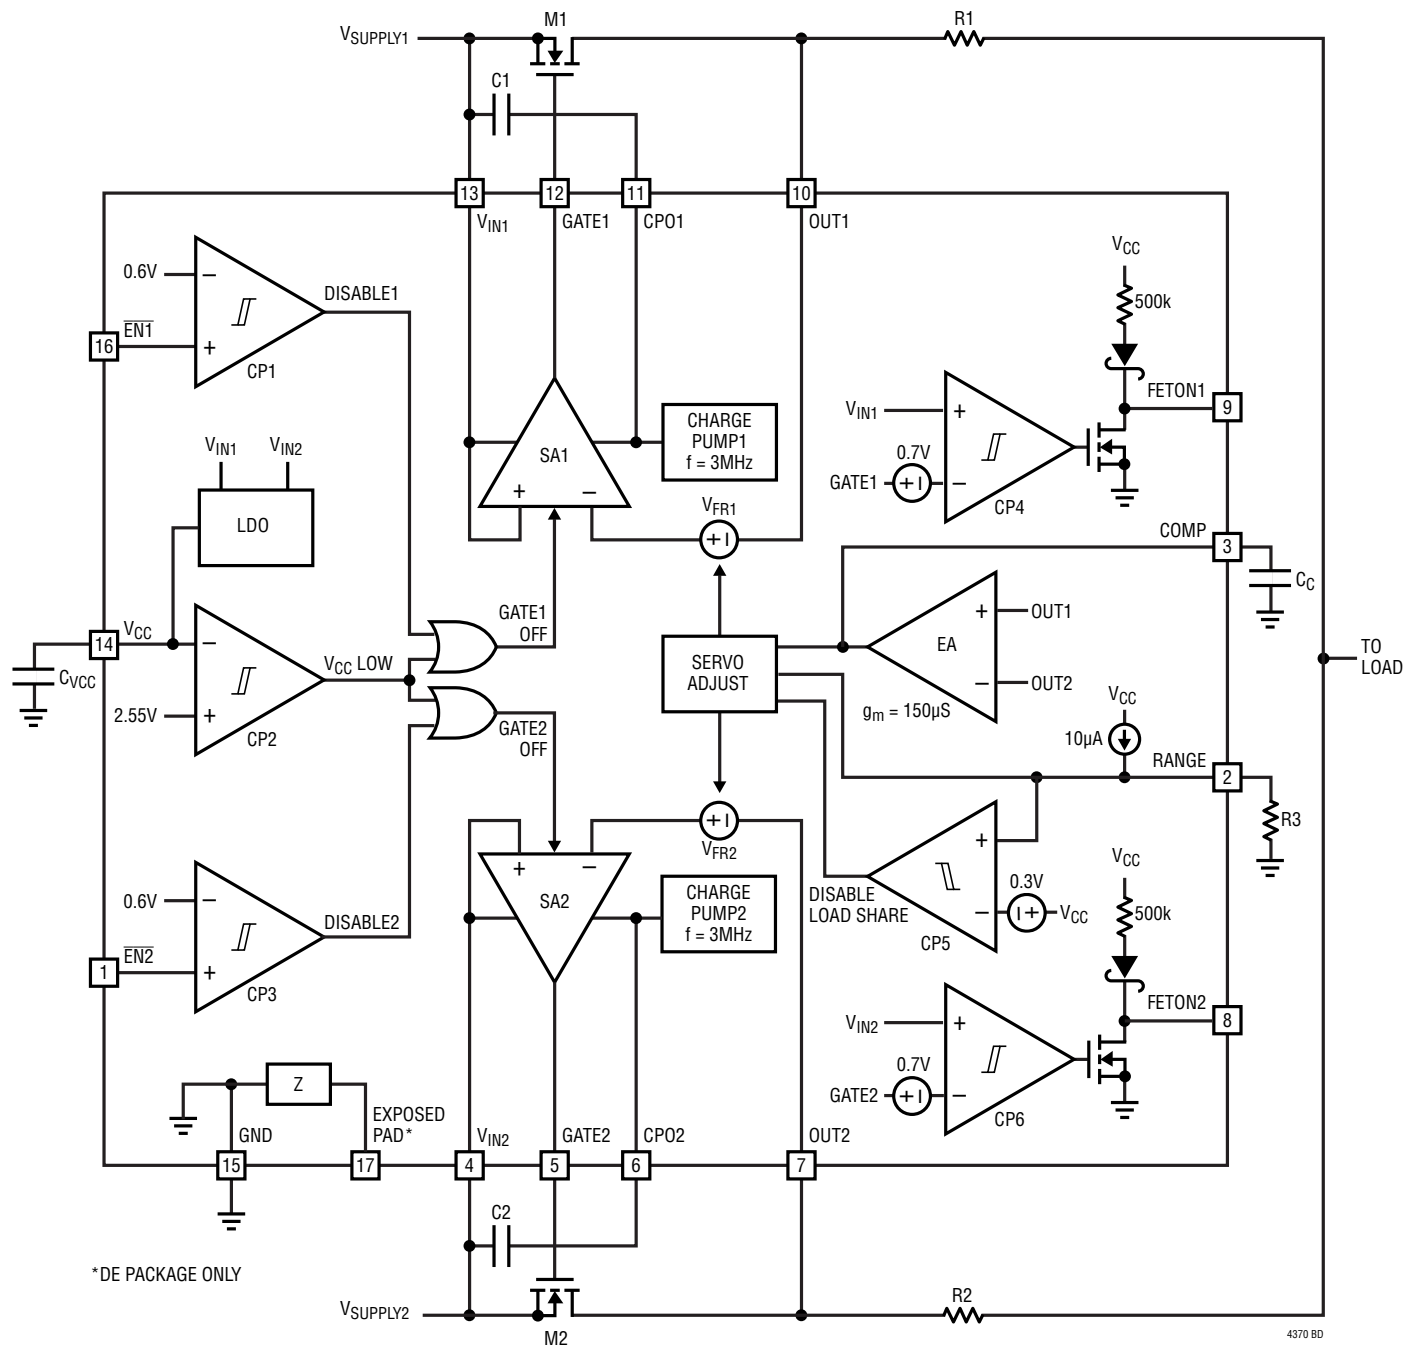 M1
R1
VSUPPLY1
C1
13
12
11
10
VIN1
GATE1
CPO1
OUT1
VCC
0.6V
−
DISABLE1
500k
EN1
16
+
CP1
FETON1
9
CHARGE
PUMP1
f = 3MHz
VIN1
+
VIN1
VIN2
SA1
0.7V
GATE1
+ −
−
CP4
+
−
VFR1
LDO
+ −
COMP
3
CC
GATE1
OFF
+
OUT1
VCC
14
−
EA
SERVO
ADJUST
TO
LOAD
CVCC
VCC LOW
−
OUT2
VCC
2.55V
+
CP2
GATE2
OFF
gm = 150µS
10µA
RANGE
2
R3
+ −
VFR2
+
VCC
+
−
SA2
CHARGE
PUMP2
f = 3MHz
DISABLE
LOAD SHARE
0.3V
− +
VCC
−
CP5
500k
0.6V
−
DISABLE2
EN2
1
+
CP3
FETON2
8
VIN2
+
0.7V
GATE2
+ −
−
CP6
Z
EXPOSED
PAD*
GND
VIN2
GATE2
CPO2
OUT2
15
17
4
5
6
7
C2
*DE PACKAGE ONLY
VSUPPLY2
M2
R2
4370 BD